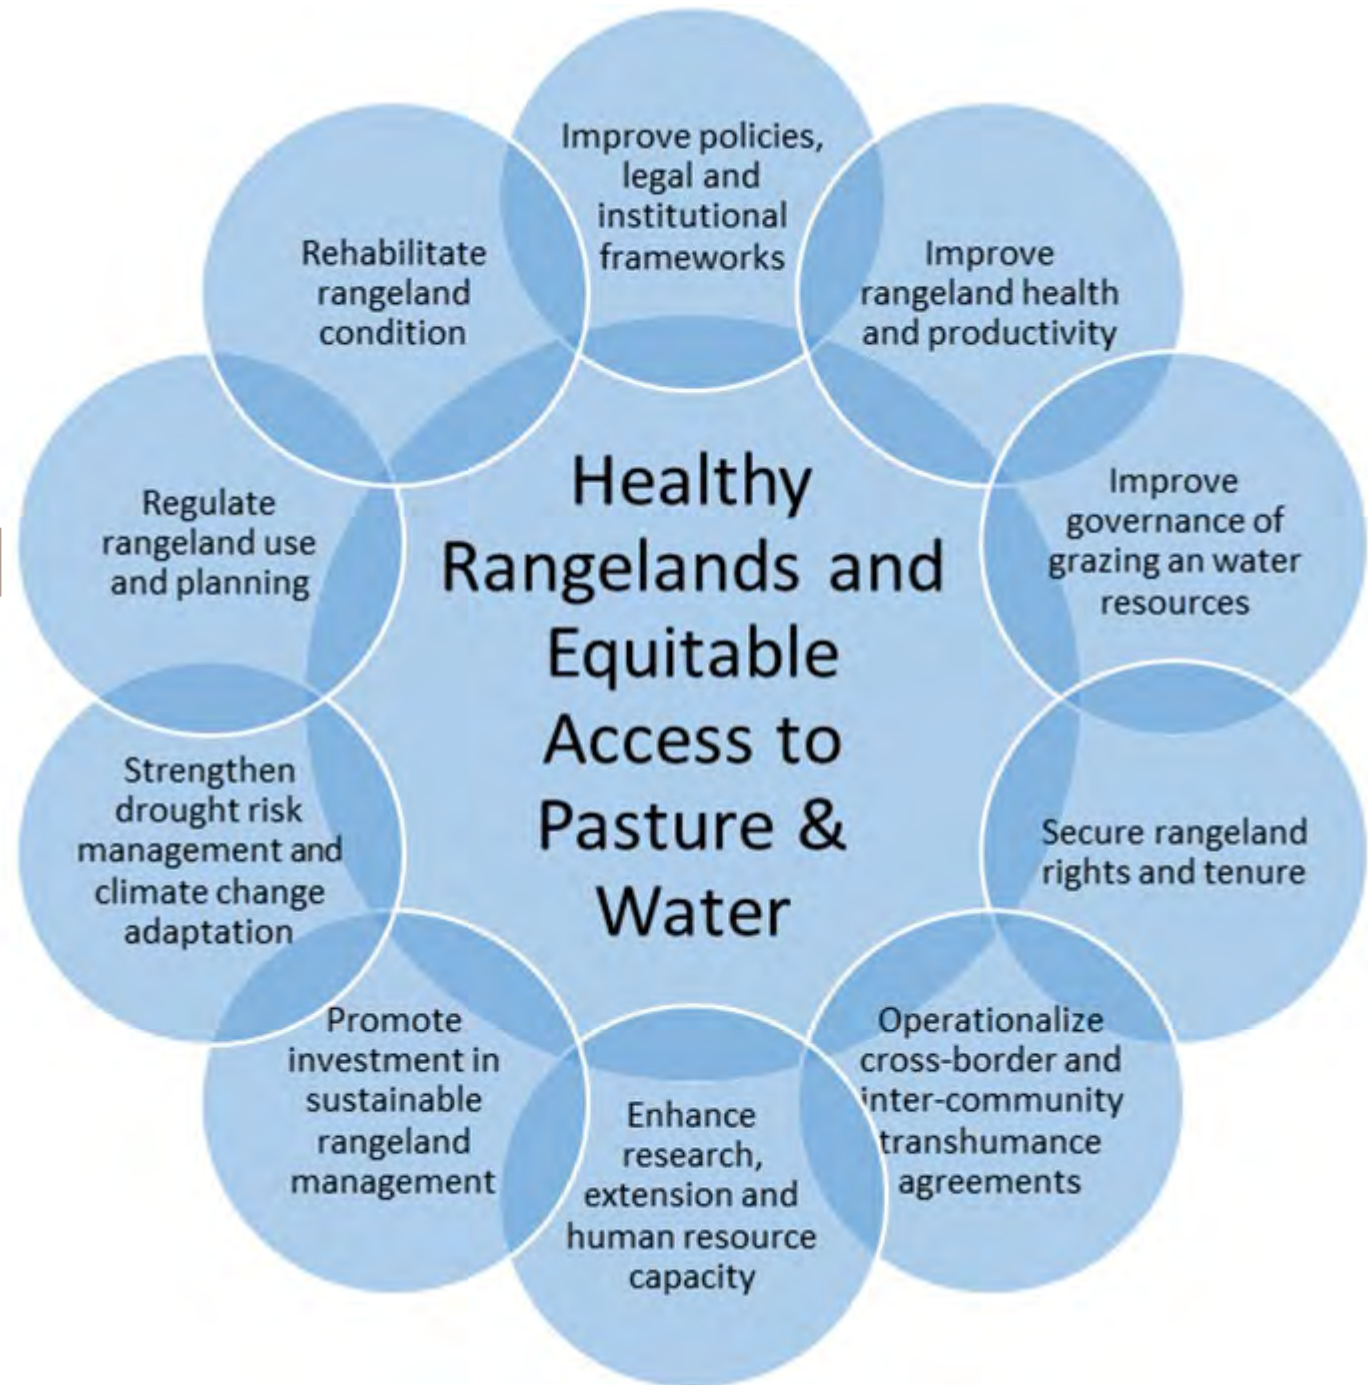 Improve policies,
legal and
institutional
frameworks
Improve
rangeland health
and productivity
Improve
governance of
grazing an water
resources
Secure rangeland
rights and tenure
Operationalize
cross-border and
inter-community
transhumance
agreements
Enhance
research,
extension and
human resource
capacity
Promote
investment in
sustainable
rangeland
management
Strengthen
drought risk
management and
climate change
adaptation
Regulate
rangeland use
and planning
Rehabilitate
rangeland
condition
Healthy
Rangelands and
Equitable
Access to
Pasture &
Water